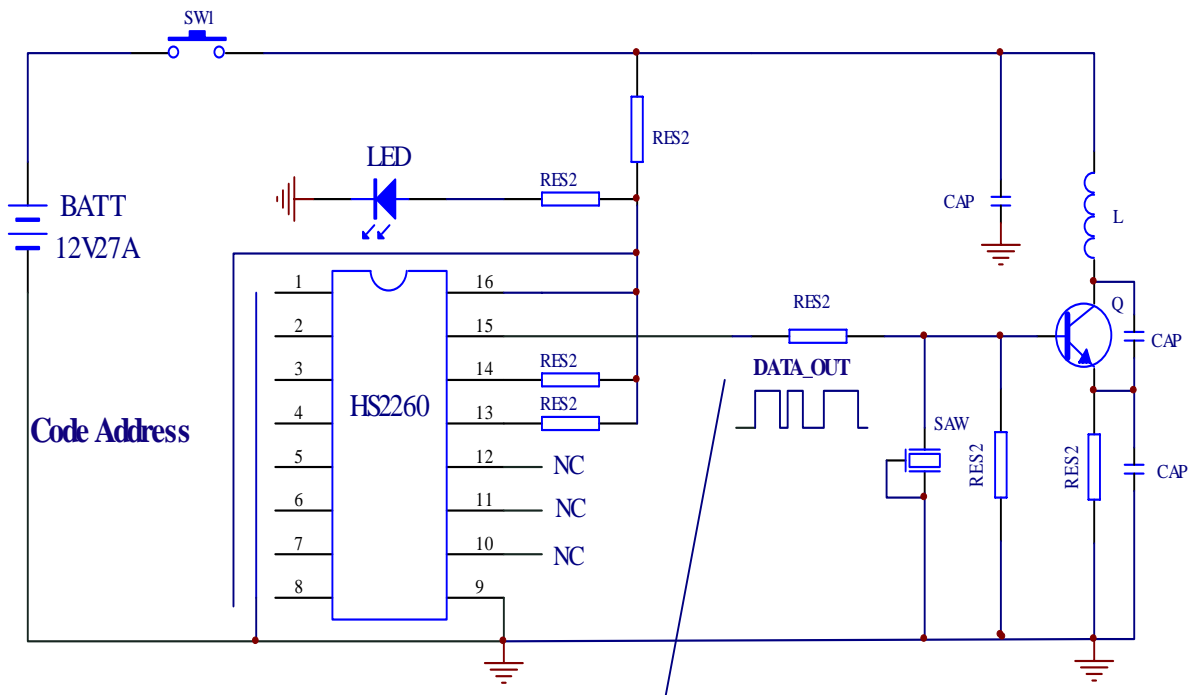 SW1
RES2
LED
RES2
BATT
12V27A
CAP
L
1
16
RES2
Q
2
15
CAP
DATA_OUT
3
14
RES2
HS2260
4
13
RES2
Code Address
SAW
5
12
NC
RES2
RES2
CAP
6
11
NC
7
10
NC
8
9